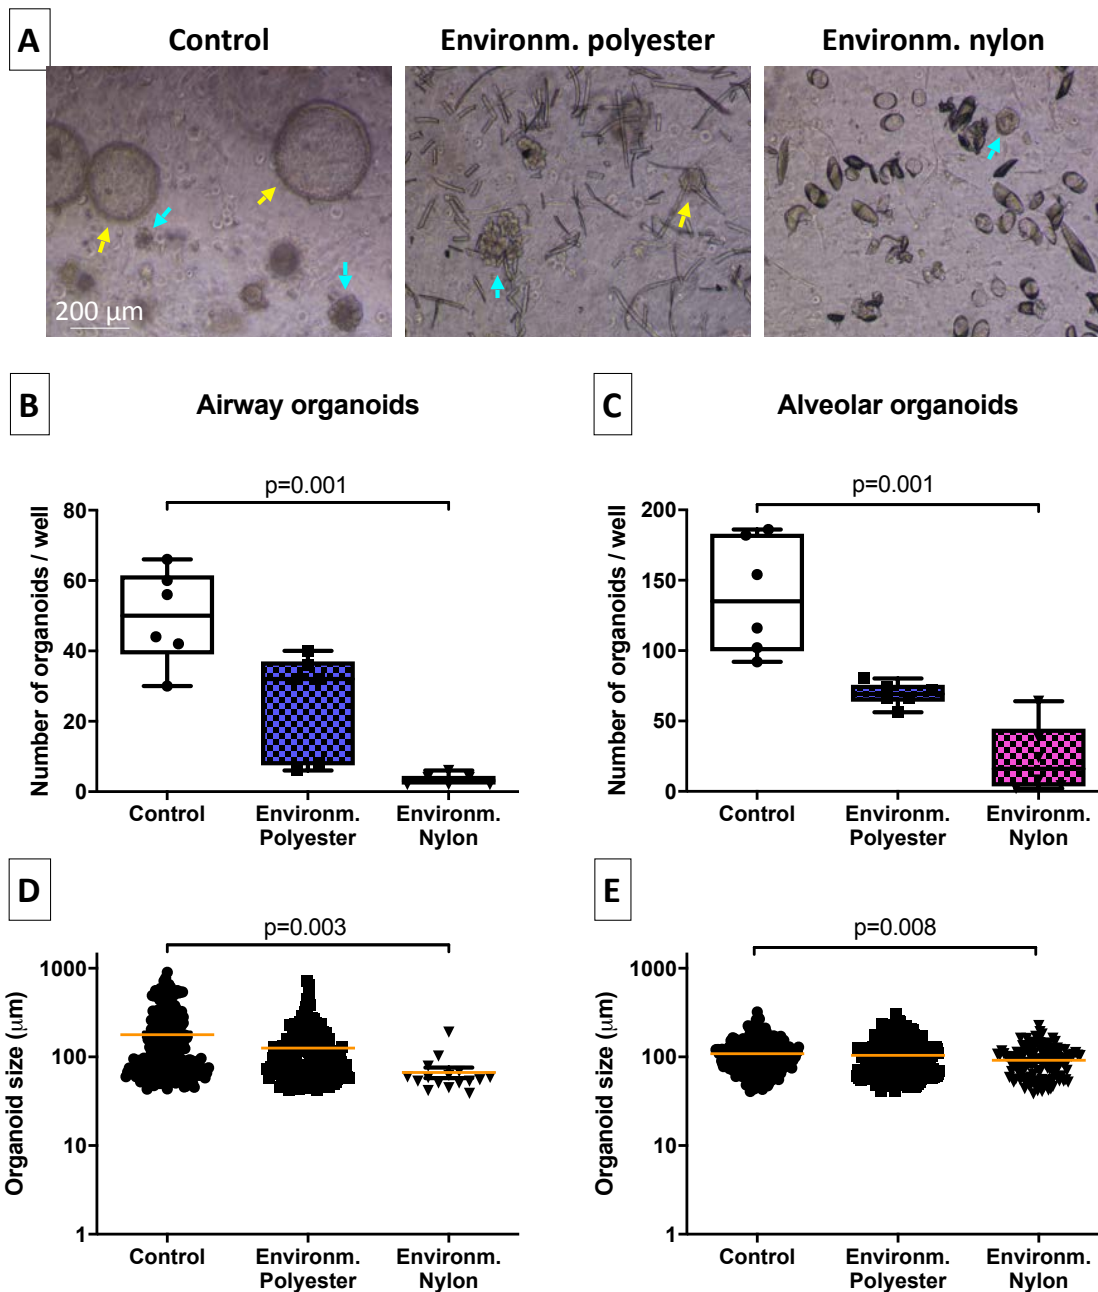 A
Control
Environm. polyester
Environm. nylon
200 µm
B
Airway organoids
C
Alveolar organoids
p=0.001
Number of organoids / well
80
60
40
20
0
Control
Environm.
Polyester
Environm.
Nylon
p=0.001
Number of organoids / well
200
150
100
50
0
Control
Environm.
Polyester
Environm.
Nylon
D
p=0.003
Organoid size (µm)
1000
100
10
1
Control
Environm.
Polyester
Environm.
Nylon
E
p=0.008
Organoid size (µm)
1000
100
10
1
Control
Environm.
Polyester
Environm.
Nylon